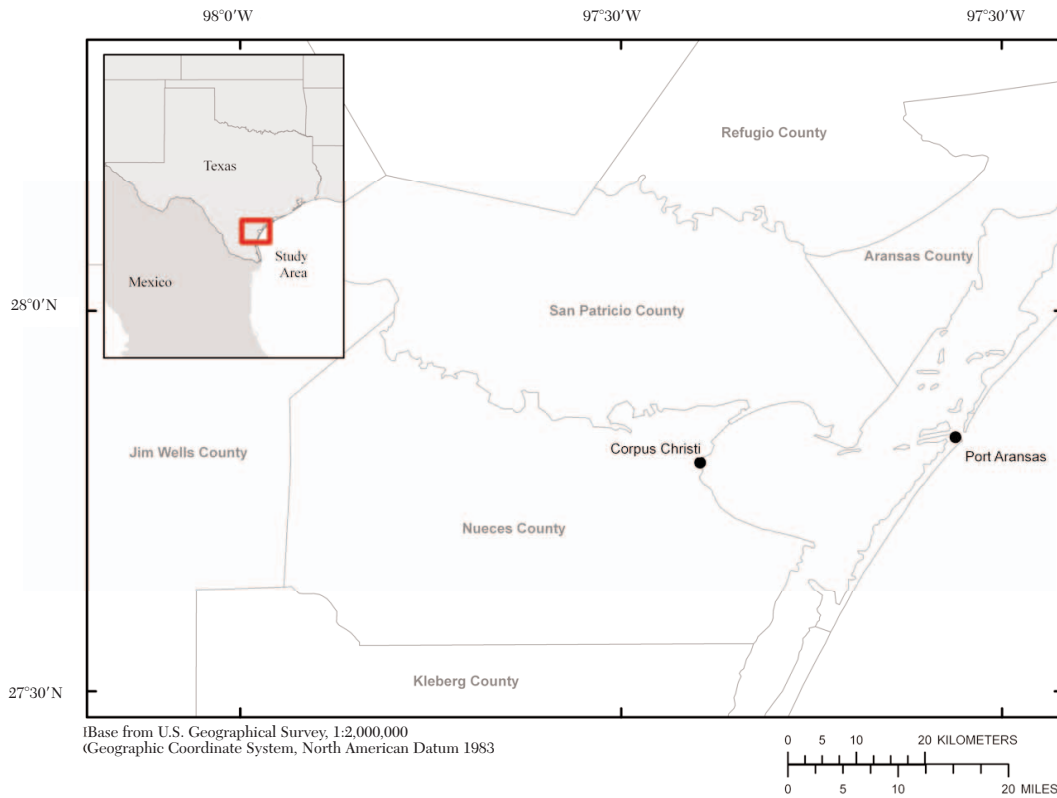 98°0′W
97°30′W
97°30′W
Refugio County
Texas
Study
Area
Mexico
Aransas County
28°0′N
San Patricio County
Jim Wells County
Corpus Christi
Port Aransas
Nueces County
Kleberg County
27°30′N
Base from U.S. Geographical Survey, 1:2,000,000
Geographic Coordinate System, North American Datum 1983
0 5 10 20 KILOMETERS
0 5 10 20 MILES